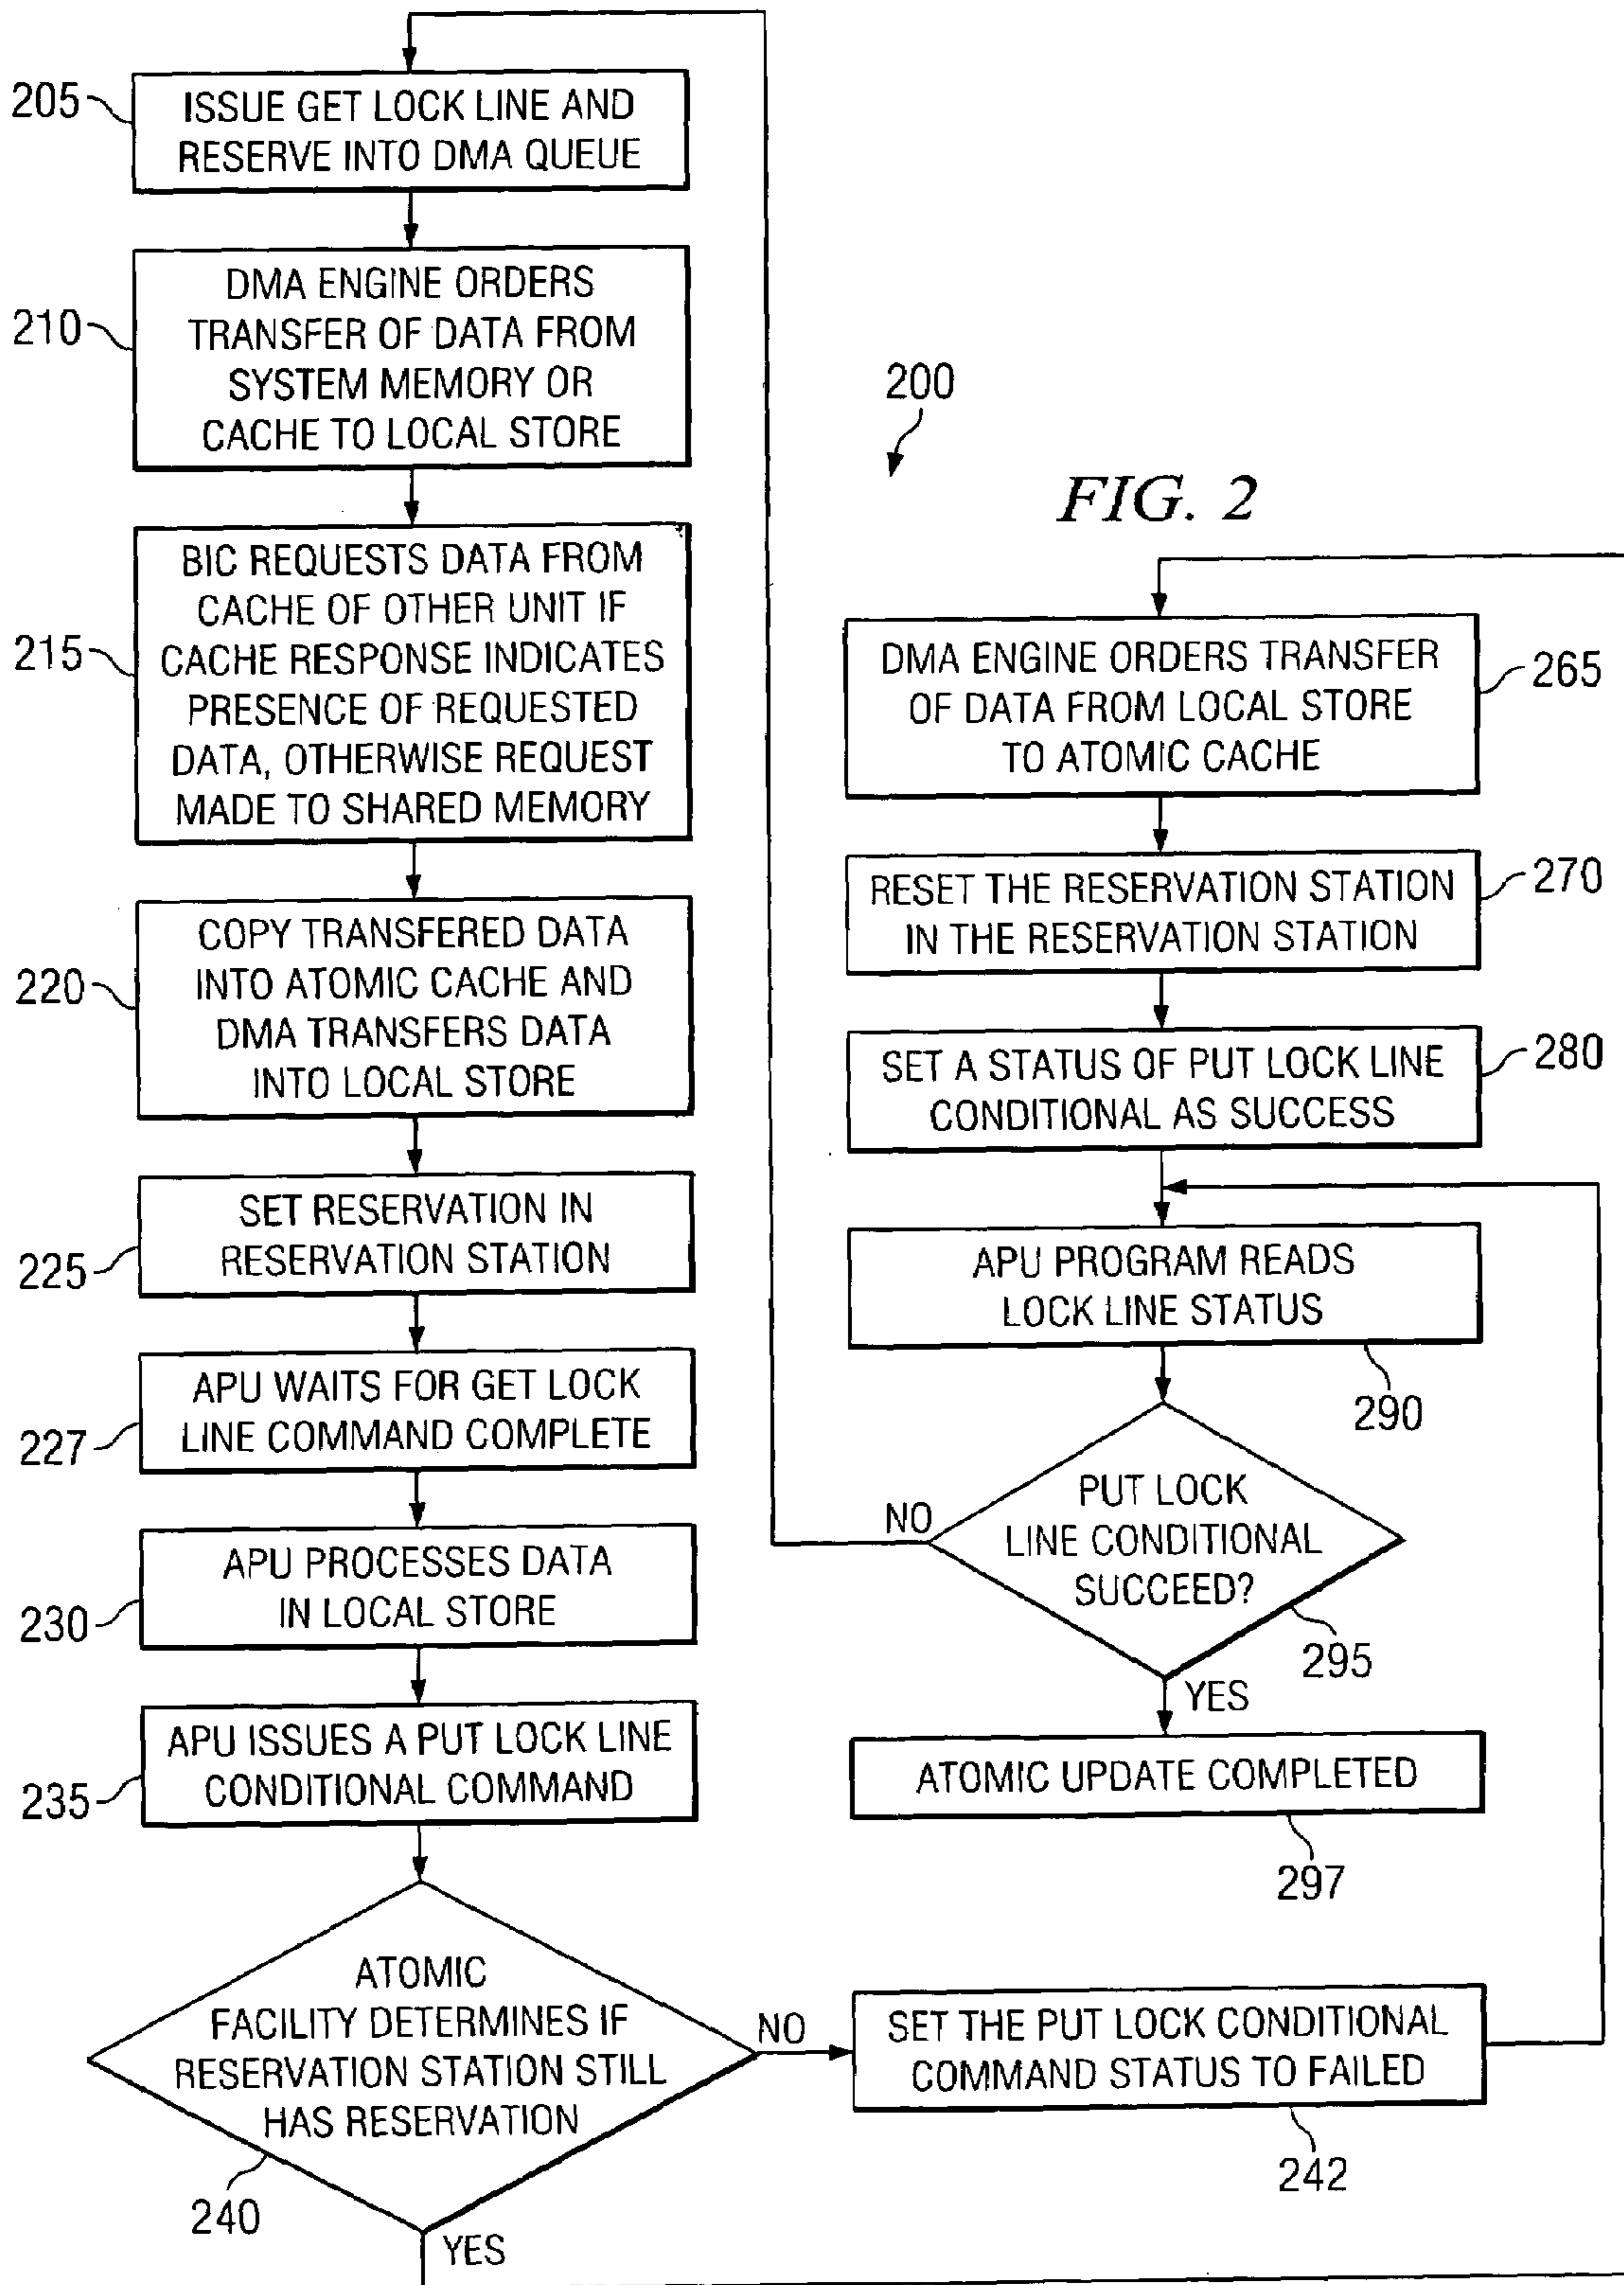 205
ISSUE GET LOCK LINE AND
RESERVE INTO DMA QUEUE
210
DMA ENGINE ORDERS
TRANSFER OF DATA FROM
SYSTEM MEMORY OR
CACHE TO LOCAL STORE
215
BIC REQUESTS DATA FROM
CACHE OF OTHER UNIT IF
CACHE RESPONSE INDICATES
PRESENCE OF REQUESTED
DATA, OTHERWISE REQUEST
MADE TO SHARED MEMORY
220
COPY TRANSFERED DATA
INTO ATOMIC CACHE AND
DMA TRANSFERS DATA
INTO LOCAL STORE
225
SET RESERVATION IN
RESERVATION STATION
227
APU WAITS FOR GET LOCK
LINE COMMAND COMPLETE
230
APU PROCESSES DATA
IN LOCAL STORE
235
APU ISSUES A PUT LOCK LINE
CONDITIONAL COMMAND
ATOMIC
FACILITY DETERMINES IF
RESERVATION STATION STILL
HAS RESERVATION
240
YES
NO
SET THE PUT LOCK CONDITIONAL
COMMAND STATUS TO FAILED
242
200
FIG. 2
DMA ENGINE ORDERS TRANSFER
OF DATA FROM LOCAL STORE
TO ATOMIC CACHE
265
RESET THE RESERVATION STATION
IN THE RESERVATION STATION
270
SET A STATUS OF PUT LOCK LINE
CONDITIONAL AS SUCCESS
280
APU PROGRAM READS
LOCK LINE STATUS
290
PUT LOCK
LINE CONDITIONAL
SUCCEED?
295
NO
YES
ATOMIC UPDATE COMPLETED
297